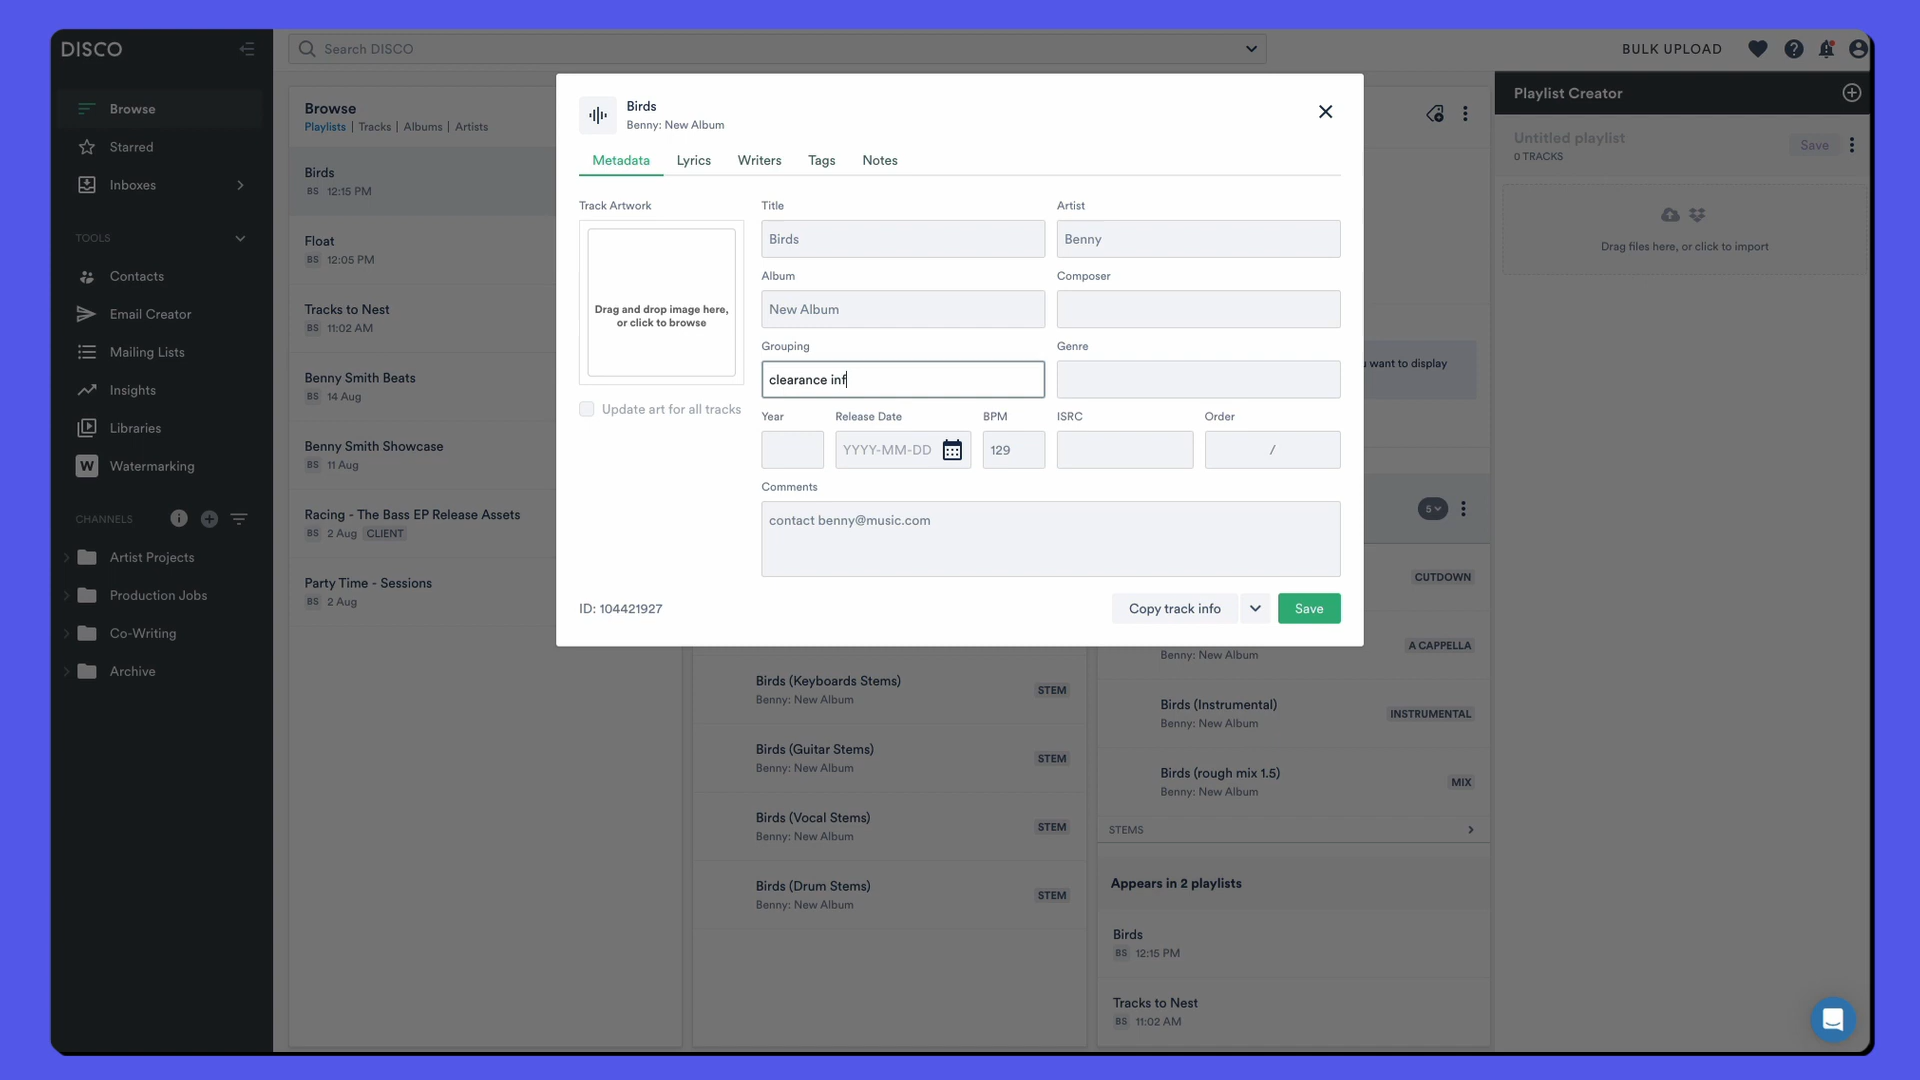 DISCO
Search DISCO
BULK UPLOAD
Browse
Starred
Inboxes
TOOLS
Contacts
Email Creator
Mailing Lists
Insights
Libraries
W Watermarking
CHANNELS
Artist Projects
Production Jobs
Co-Writing
Archive
Browse
Playlists | Tracks | Albums | Artists
Birds
BS 12:15 PM
Float
BS 12:05 PM
Tracks to Nest
BS 11:02 AM
Benny Smith Beats
BS 14 Aug
Benny Smith Showcase
BS 11 Aug
Racing - The Bass EP Release Assets
BS 2 Aug CLIENT
Party Time - Sessions
BS 2 Aug
Birds
Benny: New Album
Metadata Lyrics Writers Tags Notes
Track Artwork
Drag and drop image here,
or click to browse
Update art for all tracks
Title
Birds
Artist
Benny
Album
New Album
Composer
Grouping
clearance inf
Genre
Year
Release Date
YYYY-MM-DD
BPM
129
ISRC
Order
/
Comments
contact benny@music.com
ID: 104421927
Copy track info
Save
Birds (Keyboards Stems)
Benny: New Album
STEM
Birds (Guitar Stems)
Benny: New Album
STEM
Birds (Vocal Stems)
Benny: New Album
STEM
Birds (Drum Stems)
Benny: New Album
STEM
want to display
5
CUTDOWN
A CAPPELLA
Benny: New Album
Birds (Instrumental)
Benny: New Album
INSTRUMENTAL
Birds (rough mix 1.5)
Benny: New Album
MIX
STEMS
Appears in 2 playlists
Birds
BS 12:15 PM
Tracks to Nest
BS 11:02 AM
Playlist Creator
Untitled playlist
0 TRACKS
Save
Drag files here, or click to import